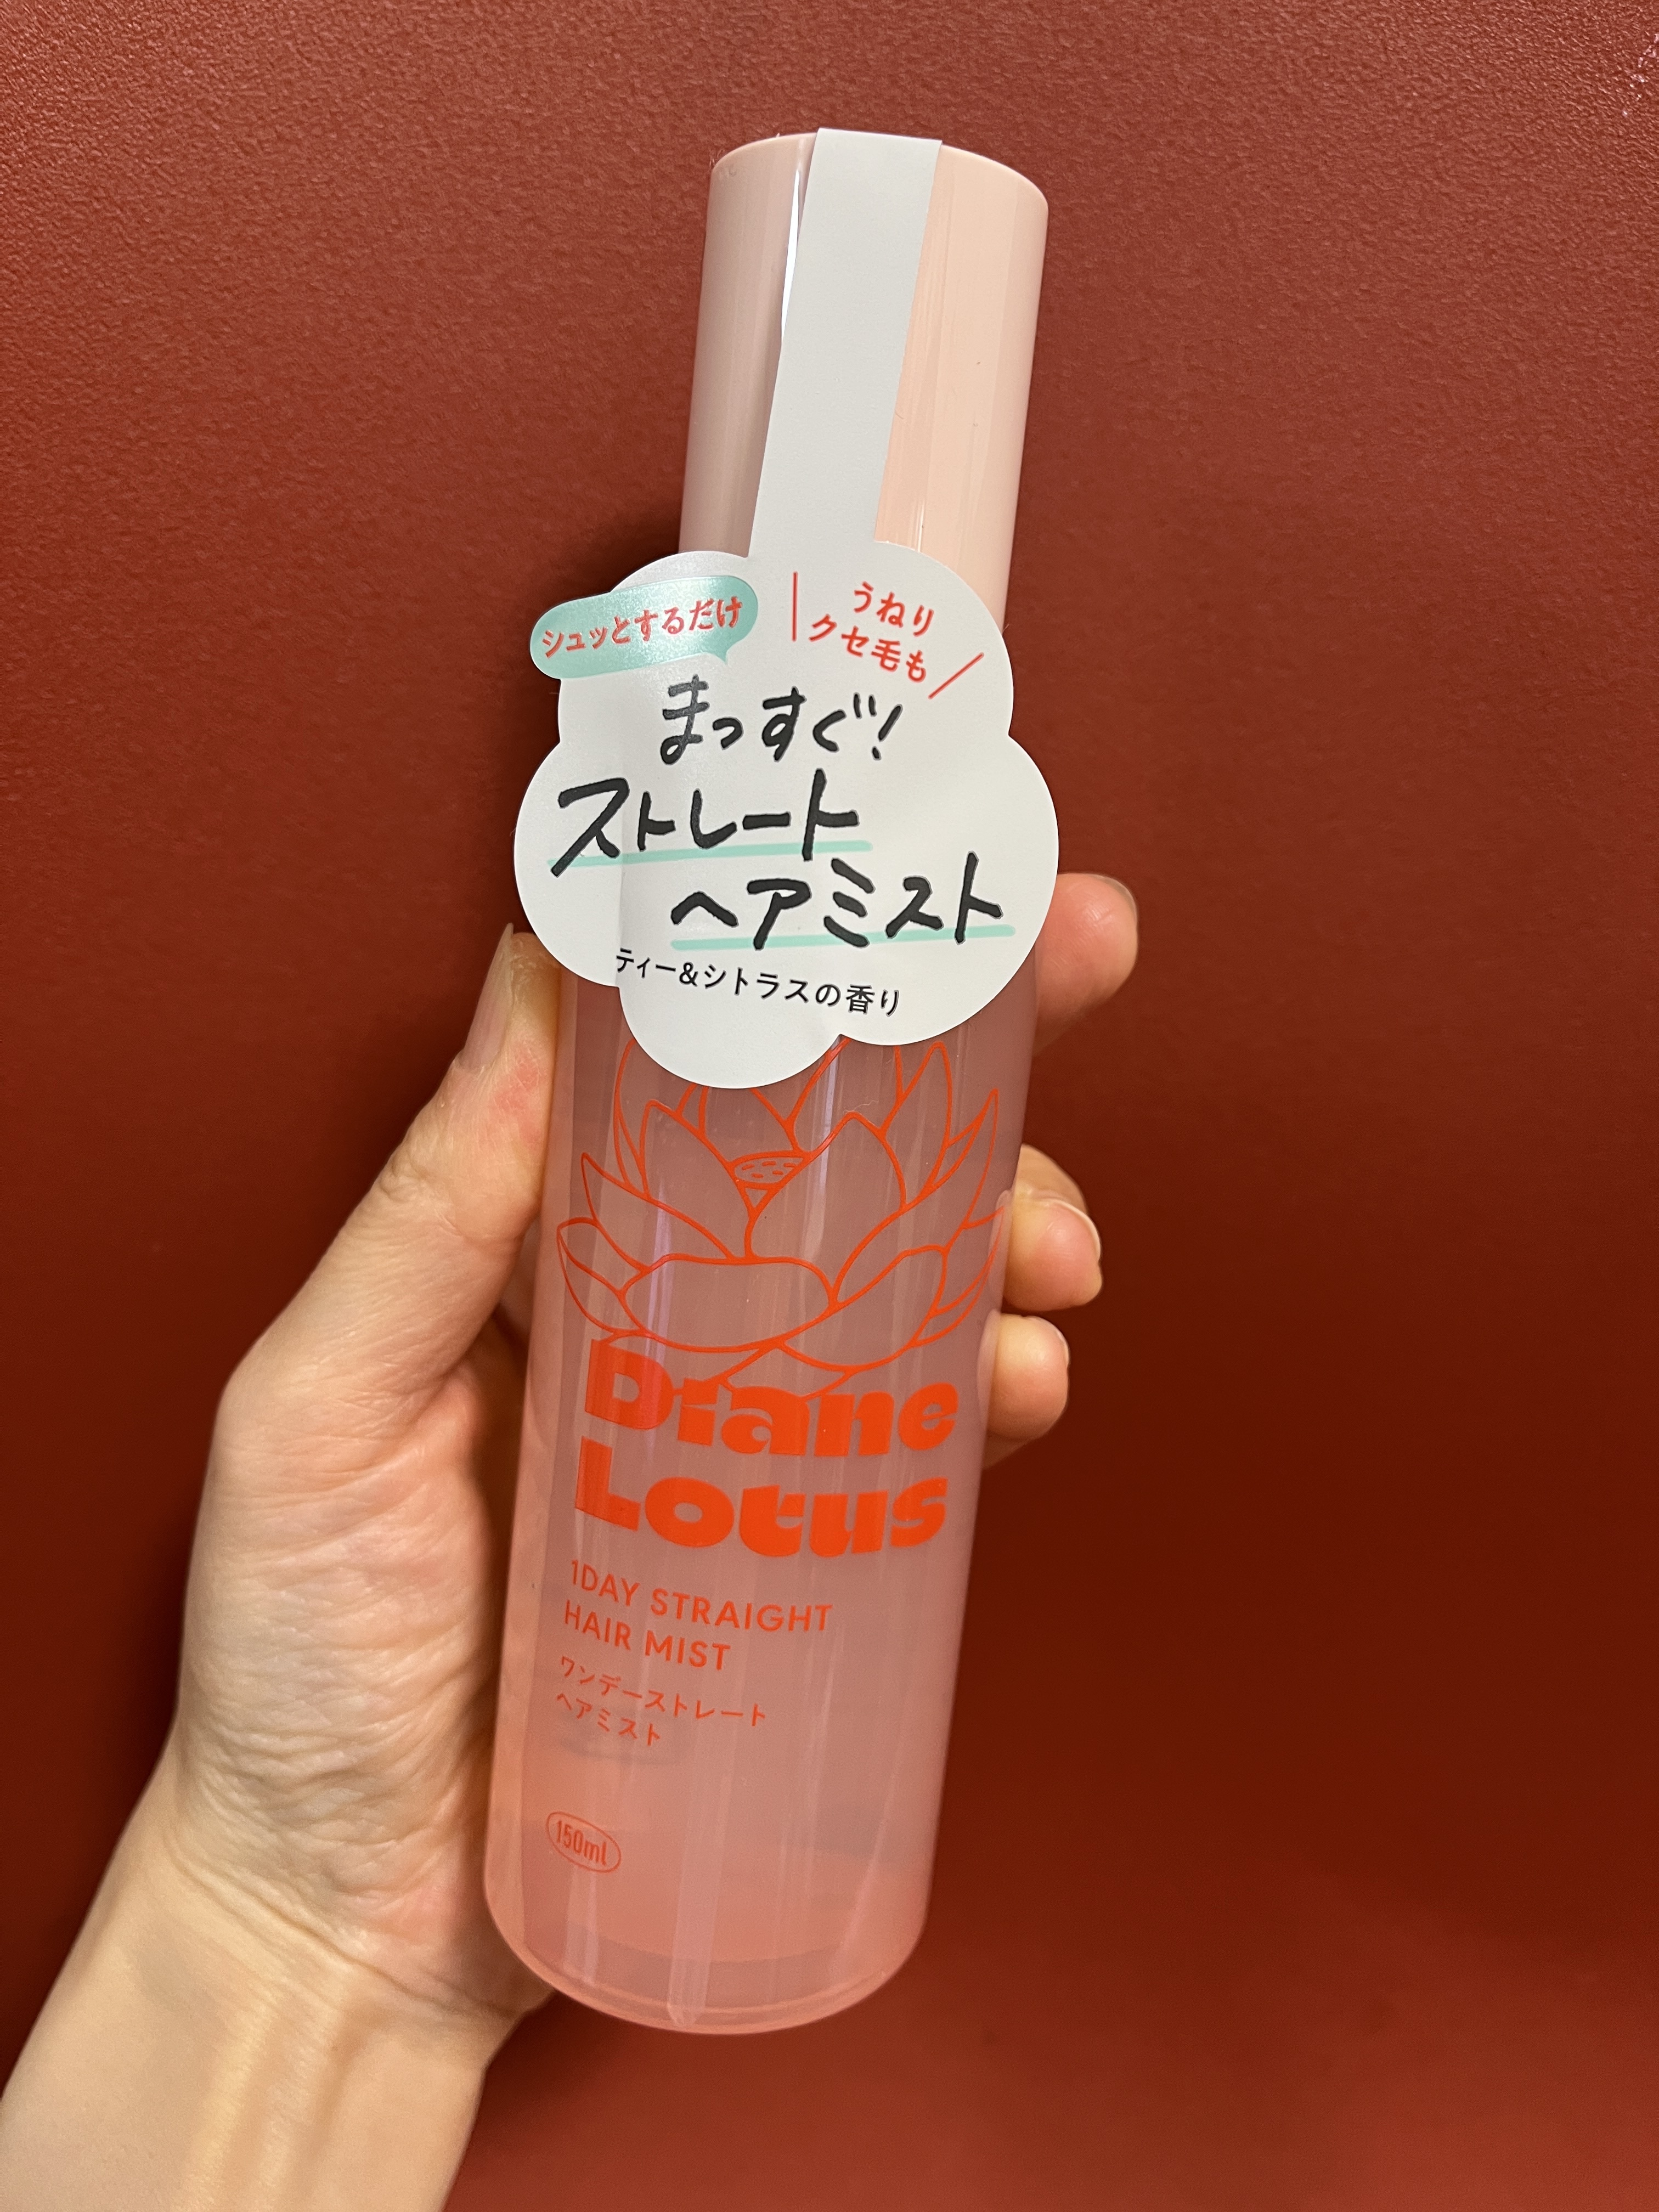 シュッとするだけ
うねり
クセ毛も
まっすぐ!
ストレート
ヘアミスト
ティー&シトラスの香り
Diane
Lotus
1DAY STRAIGHT
HAIR MIST
ワンデーストレート
ヘアミスト
150ml